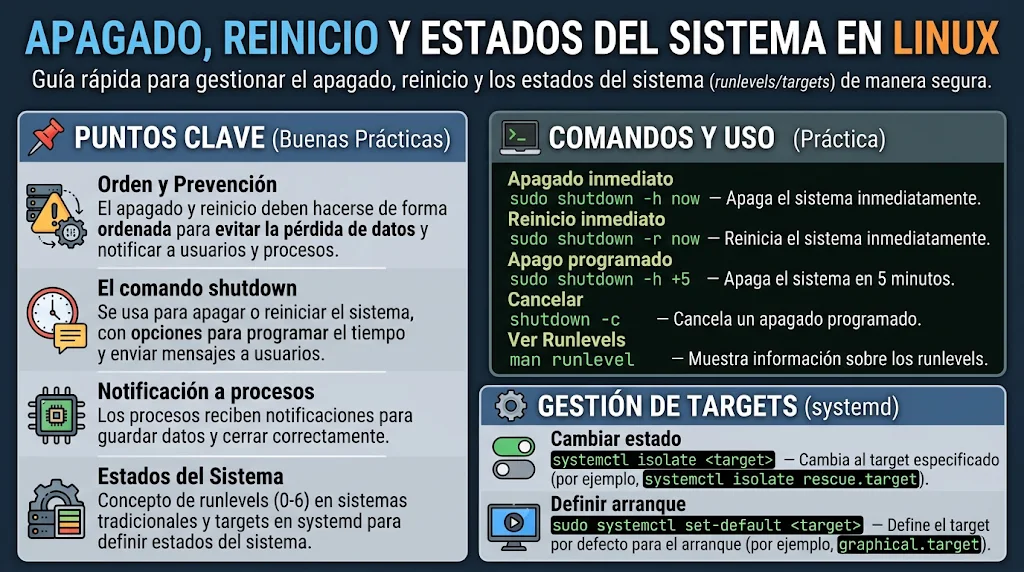 APAGADO, REINICIO Y ESTADOS DEL SISTEMA EN LINUX
Guía rápida para gestionar el apagado, reinicio y los estados del sistema (runlevels/targets) de manera segura.
PUNTOS CLAVE (Buenas Prácticas)
Orden y Prevención
El apagado y reinicio deben hacerse de forma
ordenada para evitar la pérdida de datos y
notificar a usuarios y procesos.
El comando shutdown
Se usa para apagar o reiniciar el sistema,
con opciones para programar el tiempo
y enviar mensajes a usuarios.
Notificación a procesos
Los procesos reciben notificaciones para
guardar datos y cerrar correctamente.
Estados del Sistema
Concepto de runlevels (0-6) en sistemas
tradicionales y targets en systemd para
definir estados del sistema.
>_
COMANDOS Y USO (Práctica)
Apagado inmediato
sudo shutdown -h now — Apaga el sistema inmediatamente.
Reinicio inmediato
sudo shutdown -r now — Reinicia el sistema inmediatamente.
Apago programado
sudo shutdown -h +5 — Apaga el sistema en 5 minutos.
Cancelar
shutdown -c — Cancela un apagado programado.
Ver Runlevels
man runlevel — Muestra información sobre los runlevels.
GESTIÓN DE TARGETS (systemd)
Cambiar estado
systemctl isolate <target> — Cambia al target especificado
(por ejemplo, systemctl isolate rescue.target).
Definir arranque
sudo systemctl set-default <target> — Define el target
por defecto para el arranque (por ejemplo, graphical.target).